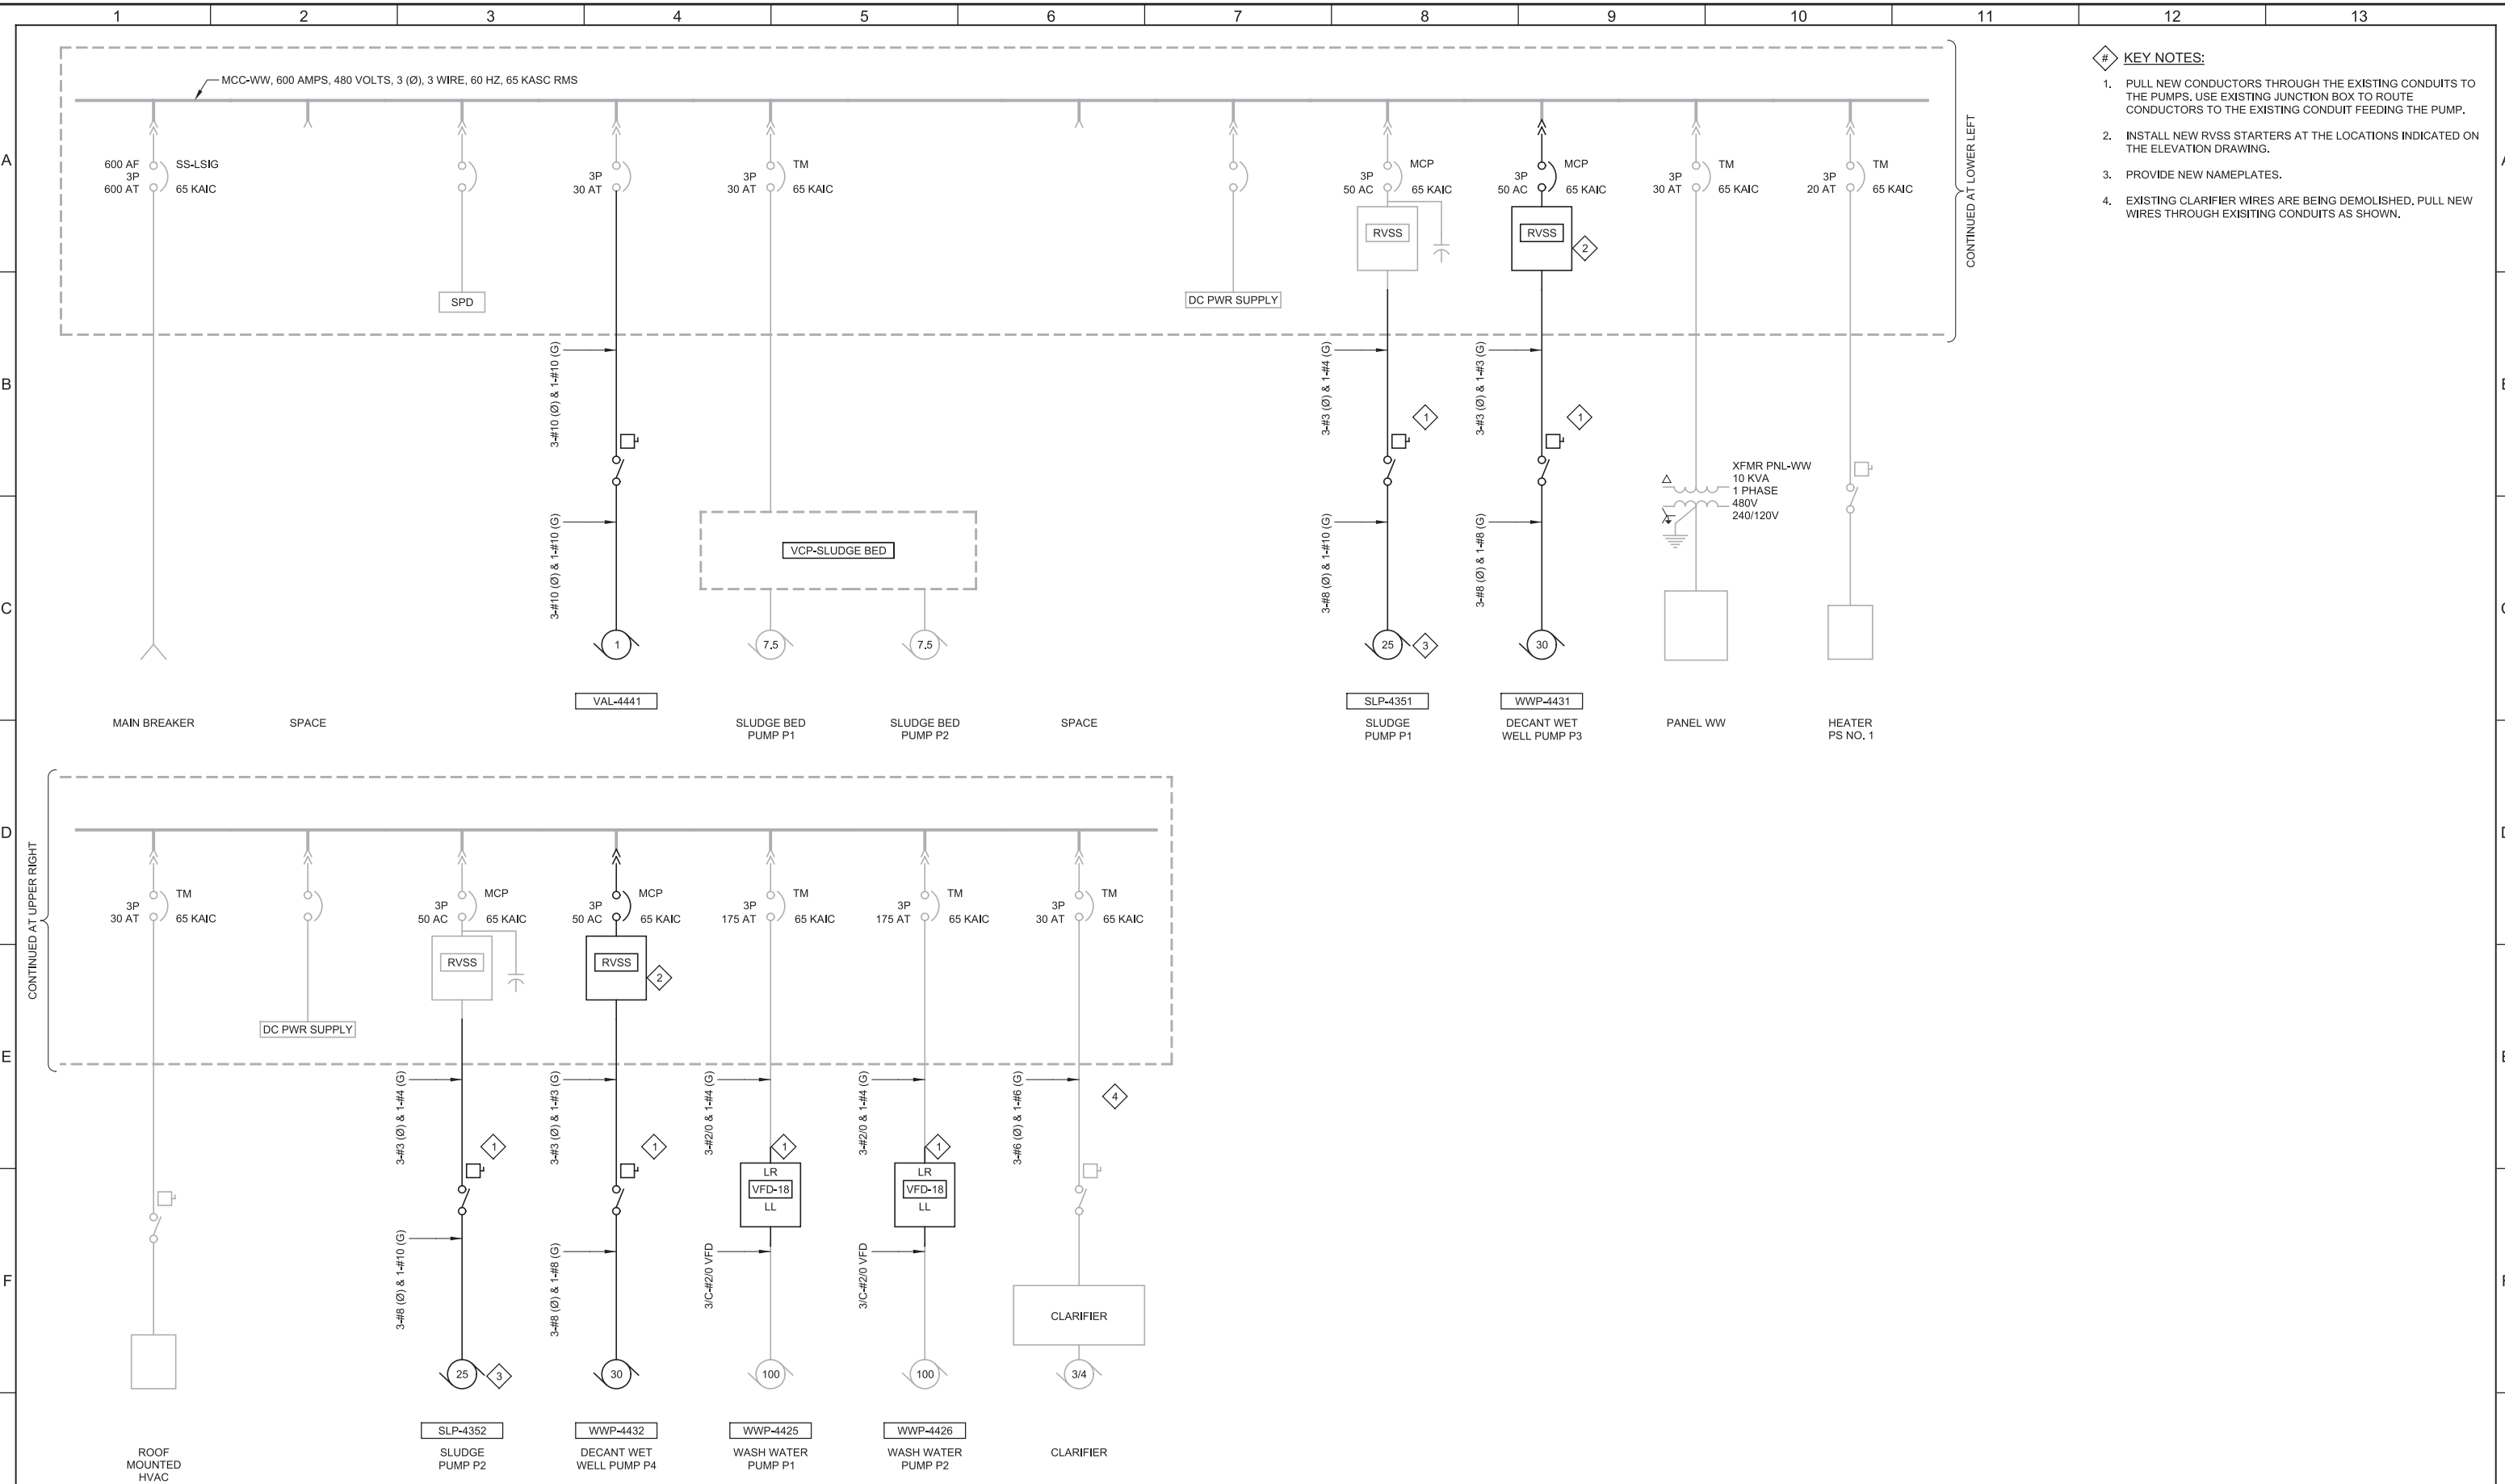 1 2 3 4 5 6 7 8 9 10 11 12 13
MCC-WW, 600 AMPS, 480 VOLTS, 3 (Ø), 3 WIRE, 60 HZ, 65 KASC RMS
# KEY NOTES:
1. PULL NEW CONDUCTORS THROUGH THE EXISTING CONDUITS TO
THE PUMPS. USE EXISTING JUNCTION BOX TO ROUTE
CONDUCTORS TO THE EXISTING CONDUIT FEEDING THE PUMP.
2. INSTALL NEW RVSS STARTERS AT THE LOCATIONS INDICATED ON
THE ELEVATION DRAWING.
3. PROVIDE NEW NAMEPLATES.
4. EXISTING CLARIFIER WIRES ARE BEING DEMOLISHED. PULL NEW
WIRES THROUGH EXISITING CONDUITS AS SHOWN.
CONTINUED AT LOWER LEFT
A
600 AF
3P
600 AT
SS-LSIG
65 KAIC
SPD
3P
30 AT
3P
30 AT
TM
65 KAIC
DC PWR SUPPLY
3P
50 AC
MCP
65 KAIC
RVSS
3P
50 AC
MCP
65 KAIC
RVSS
2
3P
30 AT
TM
65 KAIC
3P
20 AT
TM
65 KAIC
B
3-#10 (Ø) & 1-#10 (G)
3-#3 (Ø) & 1-#4 (G)
1
3-#3 (Ø) & 1-#3 (G)
1
XFMR PNL-WW
10 KVA
1 PHASE
480V
240/120V
C
3-#10 (Ø) & 1-#10 (G)
VCP-SLUDGE BED
3-#8 (Ø) & 1-#10 (G)
3-#8 (Ø) & 1-#8 (G)
1
7.5
7.5
25
3
30
VAL-4441
SLP-4351
WWP-4431
MAIN BREAKER
SPACE
SLUDGE BED
PUMP P1
SLUDGE BED
PUMP P2
SPACE
SLUDGE
PUMP P1
DECANT WET
WELL PUMP P3
PANEL WW
HEATER
PS NO. 1
D
CONTINUED AT UPPER RIGHT
3P
30 AT
TM
65 KAIC
DC PWR SUPPLY
3P
50 AC
MCP
65 KAIC
RVSS
3P
50 AC
MCP
65 KAIC
RVSS
2
3P
175 AT
TM
65 KAIC
3P
175 AT
TM
65 KAIC
3P
30 AT
TM
65 KAIC
E
3-#3 (Ø) & 1-#4 (G)
1
3-#3 (Ø) & 1-#3 (G)
1
3-#2/0 & 1-#4 (G)
1
3-#2/0 & 1-#4 (G)
1
3-#6 (Ø) & 1-#6 (G)
4
LR
VFD-18
LL
LR
VFD-18
LL
F
3-#8 (Ø) & 1-#10 (G)
3-#8 (Ø) & 1-#8 (G)
3/C-#2/0 VFD
3/C-#2/0 VFD
CLARIFIER
25
3
30
100
100
3/4
SLP-4352
WWP-4432
WWP-4425
WWP-4426
ROOF
MOUNTED
HVAC
SLUDGE
PUMP P2
DECANT WET
WELL PUMP P4
WASH WATER
PUMP P1
WASH WATER
PUMP P2
CLARIFIER